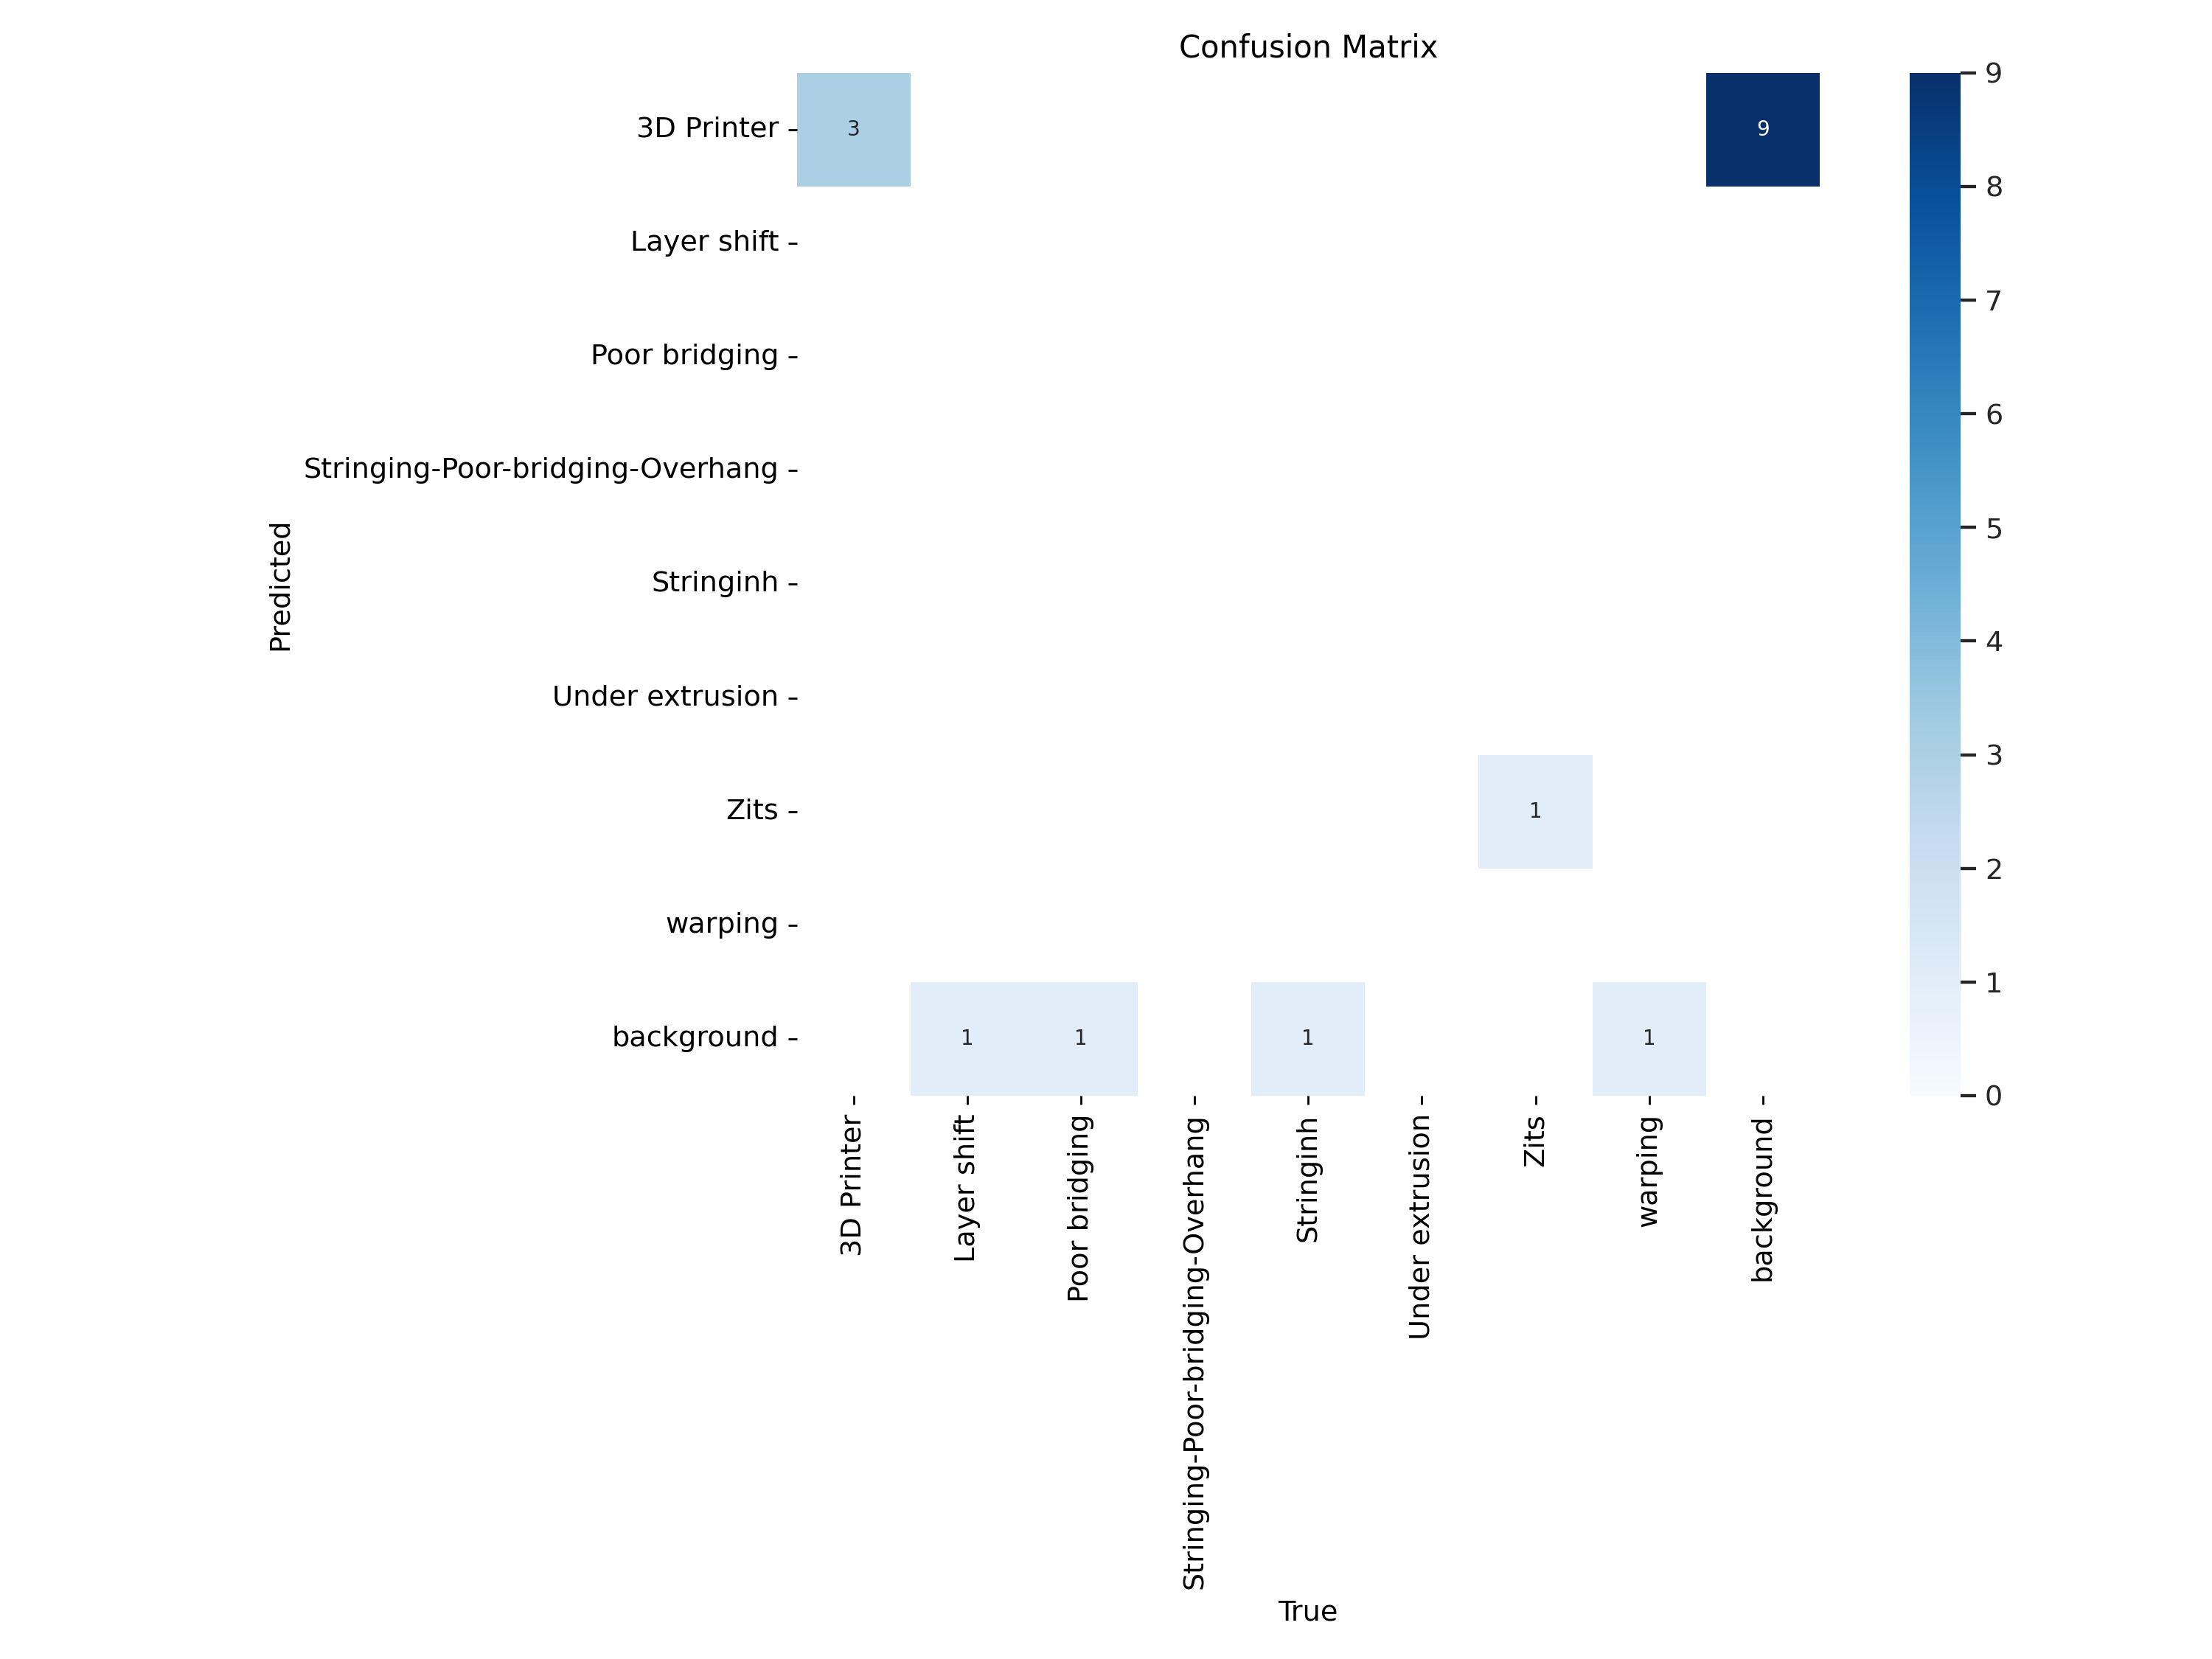 Confusion Matrix
3D Printer
Layer shift
Poor bridging
Stringing-Poor-bridging-Overhang
Stringinh
Under extrusion
Zits
warping
background
Predicted
3
9
1
1
1
1
1
3D Printer
Layer shift
Poor bridging
Stringing-Poor-bridging-Overhang
Stringinh
Under extrusion
Zits
warping
background
True
9
8
7
6
5
4
3
2
1
0